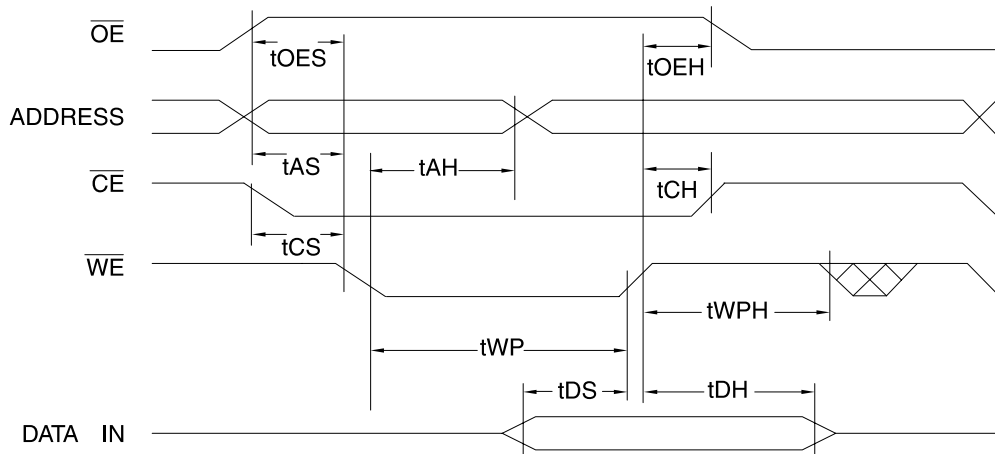 OE
tOES
tOEH
ADDRESS
tAS
tAH
tCH
CE
tCS
WE
tWPH
tWP
tDS
tDH
DATA IN